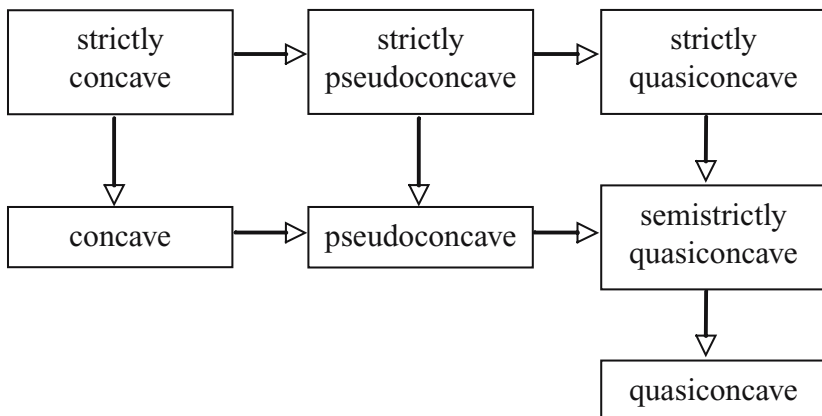 strictly
concave
strictly
pseudoconcave
strictly
quasiconcave
concave
pseudoconcave
semistrictly
quasiconcave
quasiconcave